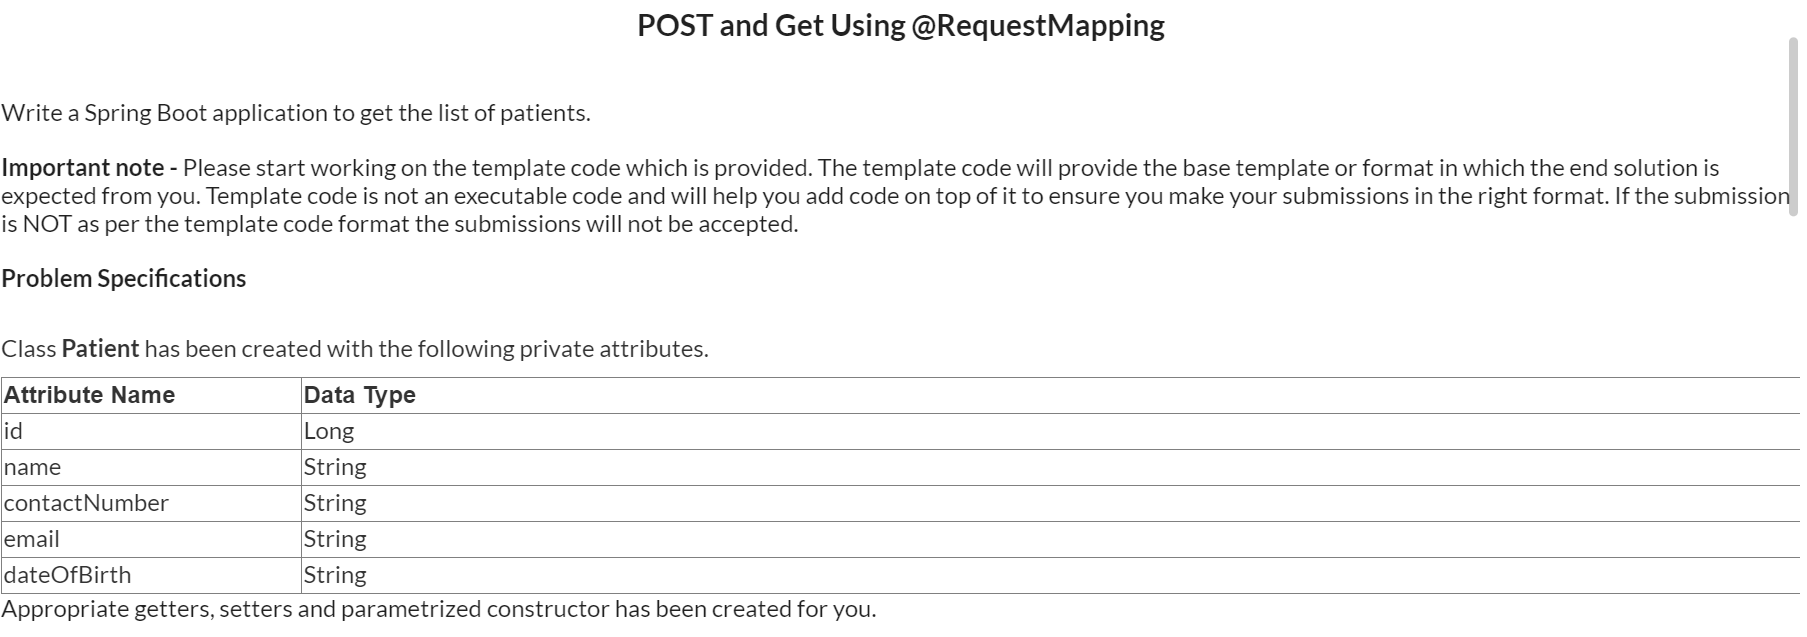 POST and Get Using @RequestMapping
Write a Spring Boot application to get the list of patients.
Important note - Please start working on the template code which is provided. The template code will provide the base template or format in which the end solution is
expected from you. Template code is not an executable code and will help you add code on top of it to ensure you make your submissions in the right format. If the submission
is NOT as per the template code format the submissions will not be accepted.
Problem Specifications
Class Patient has been created with the following private attributes.
Attribute Name Data Type
id Long
name String
contactNumber String
email String
dateOfBirth String
Appropriate getters, setters and parametrized constructor has been created for you.